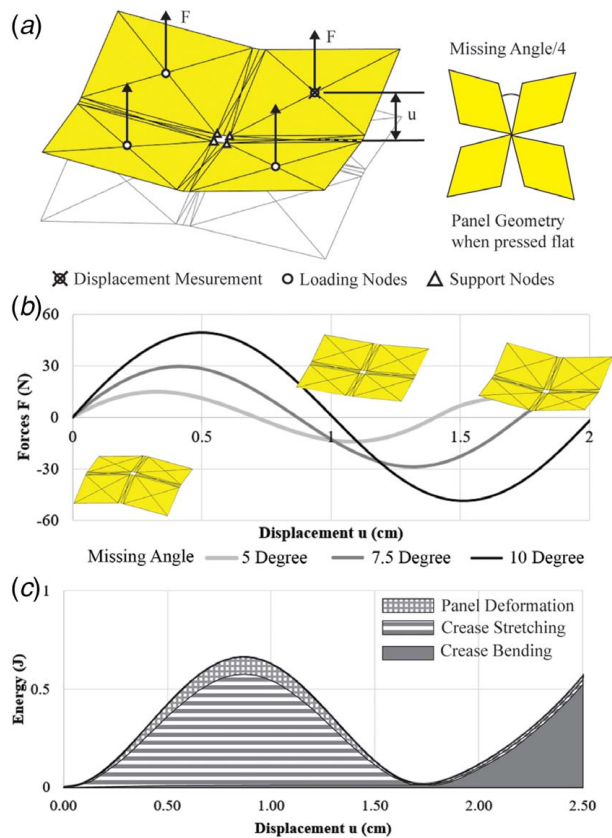 (a)
F
F
Missing Angle/4
u
Panel Geometry
when pressed flat
Displacement Mesurement
Loading Nodes
Support Nodes
(b)
60
30
0
-30
-60
Forces F (N)
0
0.5
1
1.5
2
Displacement u (cm)
Missing Angle
5 Degree
7.5 Degree
10 Degree
(c)
1
0.5
0
Energy (J)
Panel Deformation
Crease Stretching
Crease Bending
0.00
0.50
1.00
1.50
2.00
2.50
Displacement u (cm)